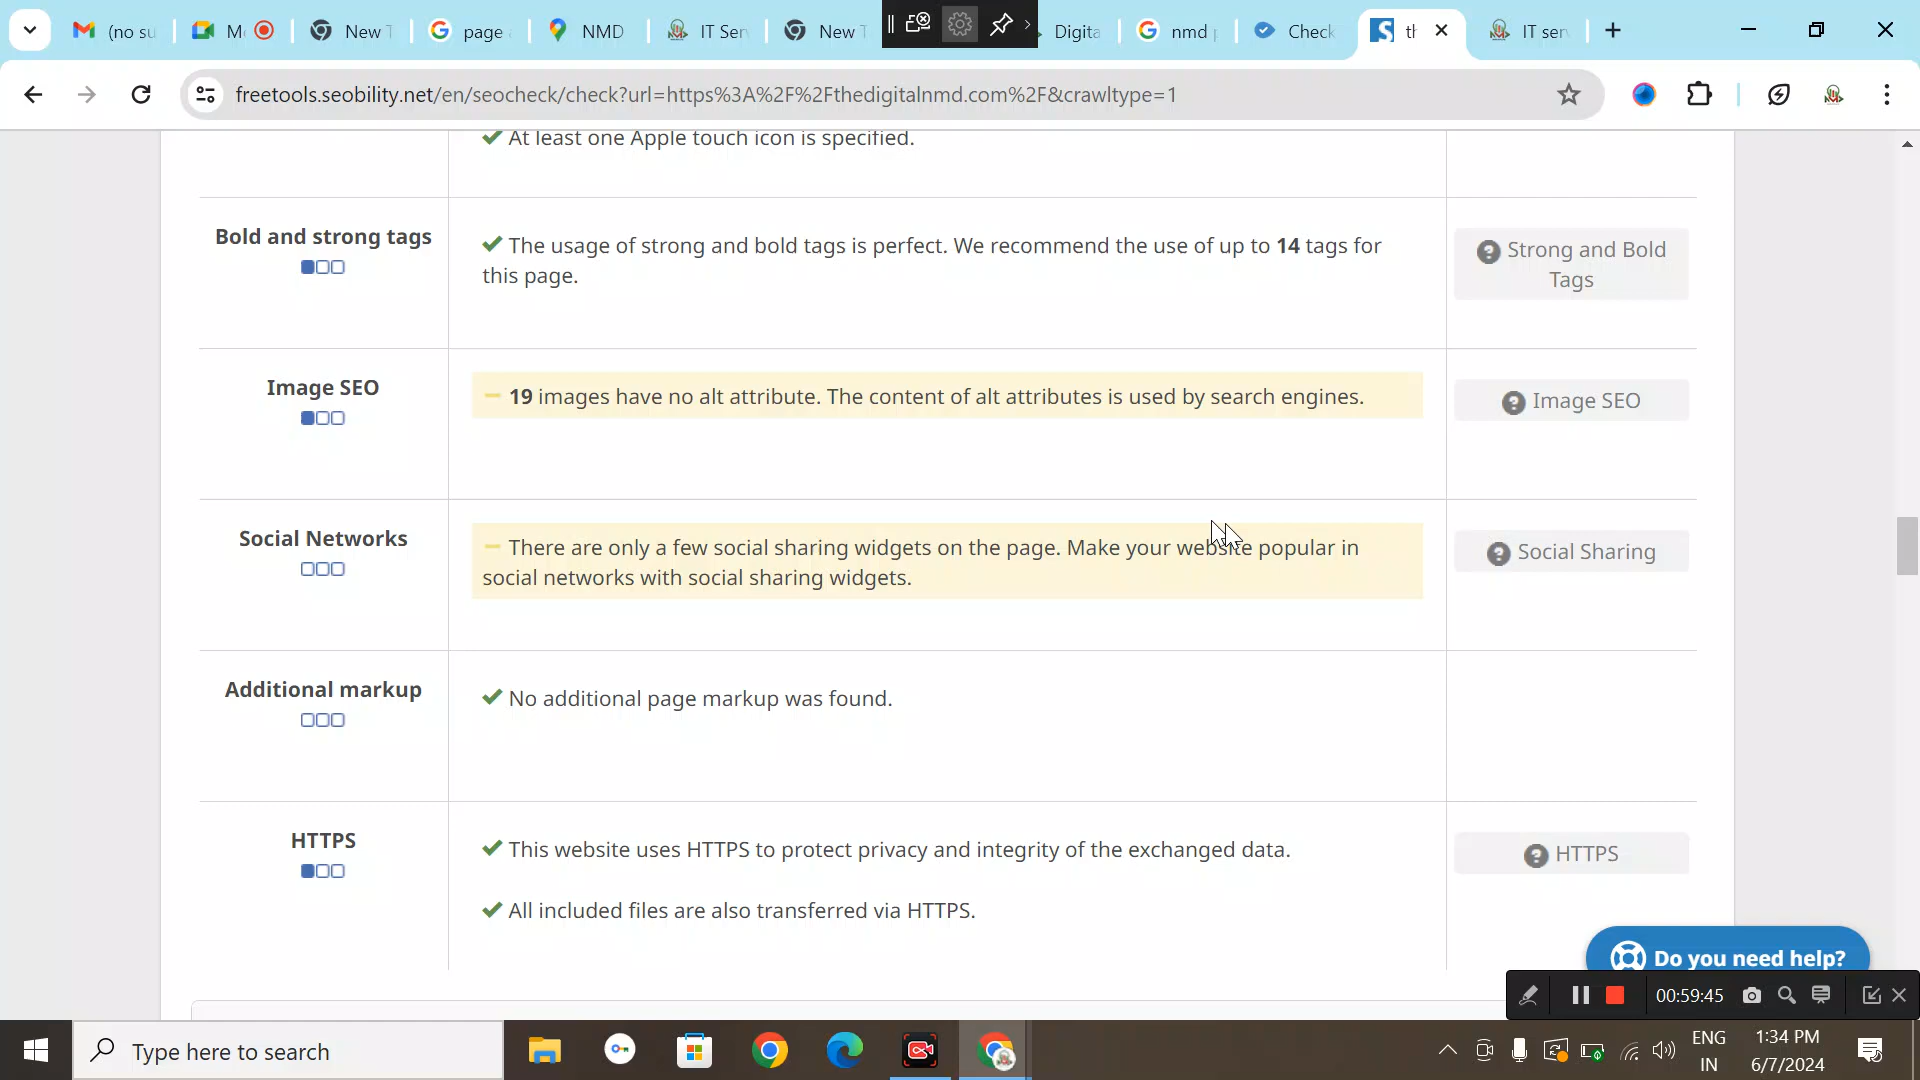 (no su
M
New T
page
NMD
IT Ser
New T
Digita
nmd p
Check
th
IT ser
freetools.seobility.net/en/seocheck/check?url=https%3A%2F%2Fthedigitalnmd.com%2F&crawltype=1
At least one Apple touch icon is specified.
Bold and strong tags
The usage of strong and bold tags is perfect. We recommend the use of up to 14 tags for
this page.
Strong and Bold
Tags
Image SEO
19 images have no alt attribute. The content of alt attributes is used by search engines.
Image SEO
Social Networks
There are only a few social sharing widgets on the page. Make your website popular in
social networks with social sharing widgets.
Social Sharing
Additional markup
No additional page markup was found.
HTTPS
This website uses HTTPS to protect privacy and integrity of the exchanged data.
All included files are also transferred via HTTPS.
HTTPS
Do you need help?
00:59:45
Type here to search
ENG
IN
1:34 PM
6/7/2024